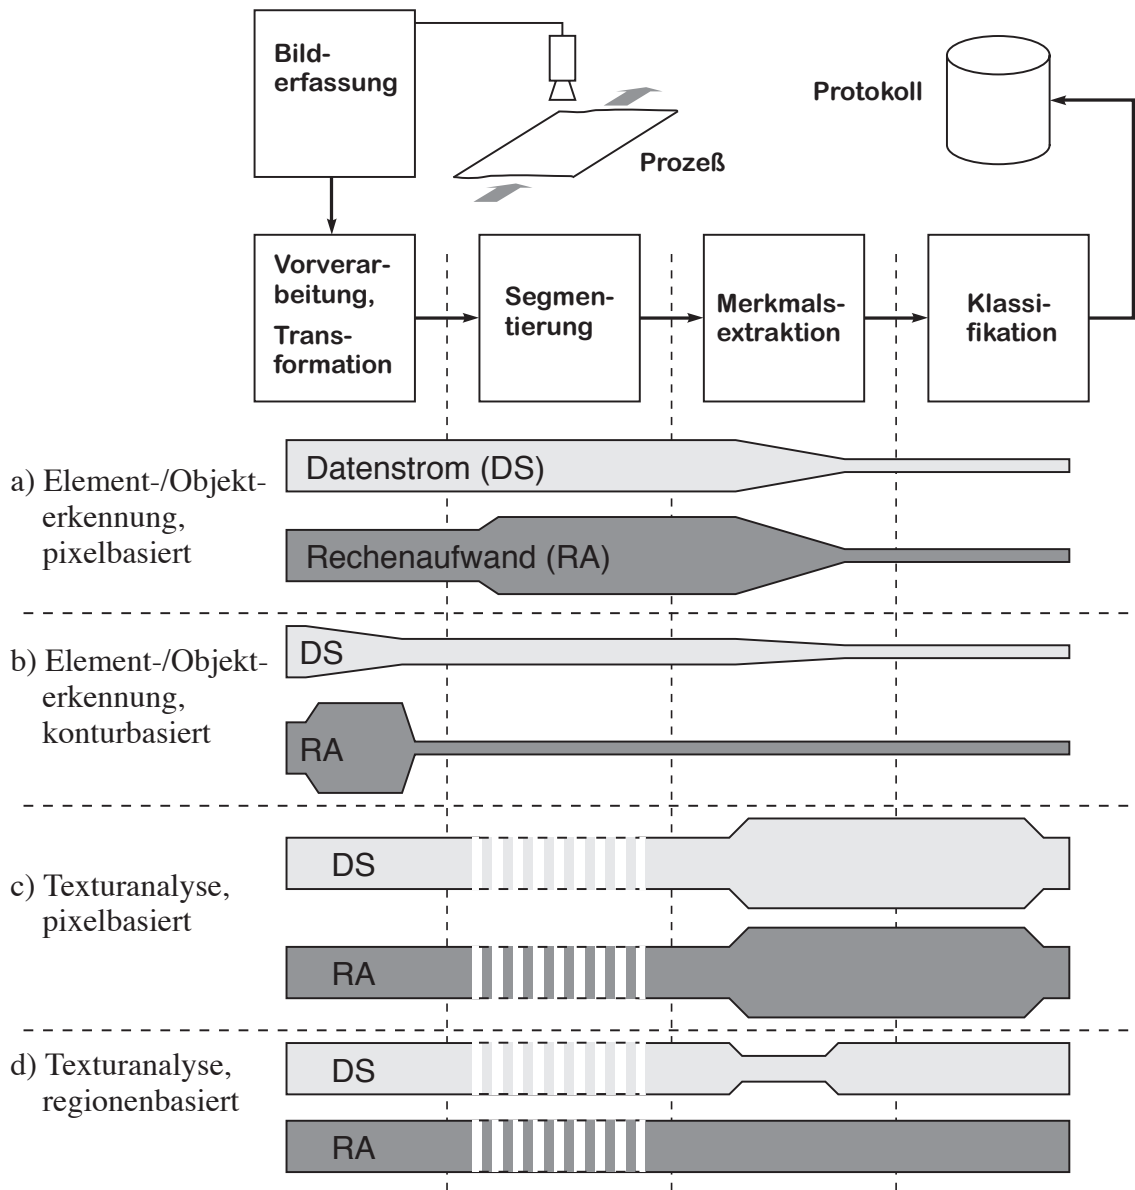 Bild-
erfassung
Protokoll
Prozeß
Vorverar-
beitung,
Trans-
formation
Segmen-
tierung
Merkmals-
extraktion
Klassi-
fikation
a) Element-/Objekt-
erkennung,
pixelbasiert
Datenstrom (DS)
Rechenaufwand (RA)
b) Element-/Objekt-
erkennung,
konturbasiert
DS
RA
c) Texturanalyse,
pixelbasiert
DS
RA
d) Texturanalyse,
regionenbasiert
DS
RA